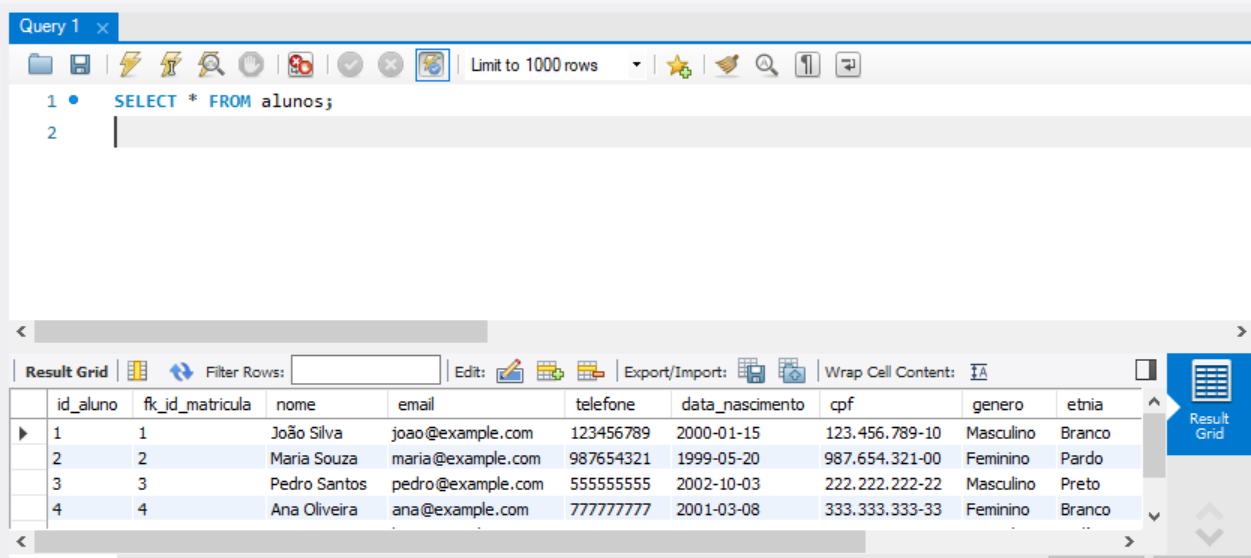 Query 1
Limit to 1000 rows
1 SELECT * FROM alunos;
2
Result Grid Filter Rows: Edit: Export/Import: Wrap Cell Content: IA
Result
Grid
id_aluno fk_id_matricula nome email telefone data_nascimento cpf genero etnia
1 1 João Silva joao@example.com 123456789 2000-01-15 123.456.789-10 Masculino Branco
2 2 Maria Souza maria@example.com 987654321 1999-05-20 987.654.321-00 Feminino Pardo
3 3 Pedro Santos pedro@example.com 555555555 2002-10-03 222.222.222-22 Masculino Preto
4 4 Ana Oliveira ana@example.com 777777777 2001-03-08 333.333.333-33 Feminino Branco